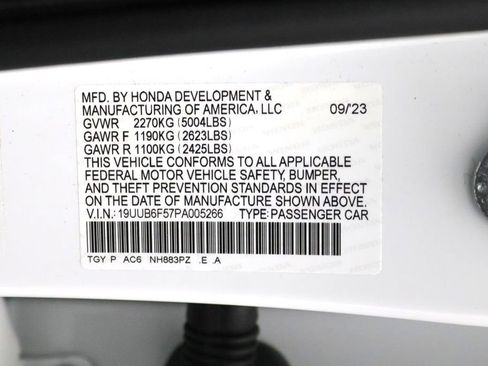 MFD. BY HONDA DEVELOPMENT &
MANUFACTURING OF AMERICA, LLC 09/23
GVWR 2270KG (5004LBS)
GAWR F 1190KG (2623LBS)
GAWR R 1100KG (2425LBS)
THIS VEHICLE CONFORMS TO ALL APPLICABLE
FEDERAL MOTOR VEHICLE SAFETY, BUMPER,
AND THEFT PREVENTION STANDARDS IN EFFECT
ON THE DATE OF MANUFACTURE SHOWN ABOVE.
V.I.N.: 19UUB6F57PA005266 TYPE: PASSENGER CAR
TGY P AC6 NH883PZ .E .A